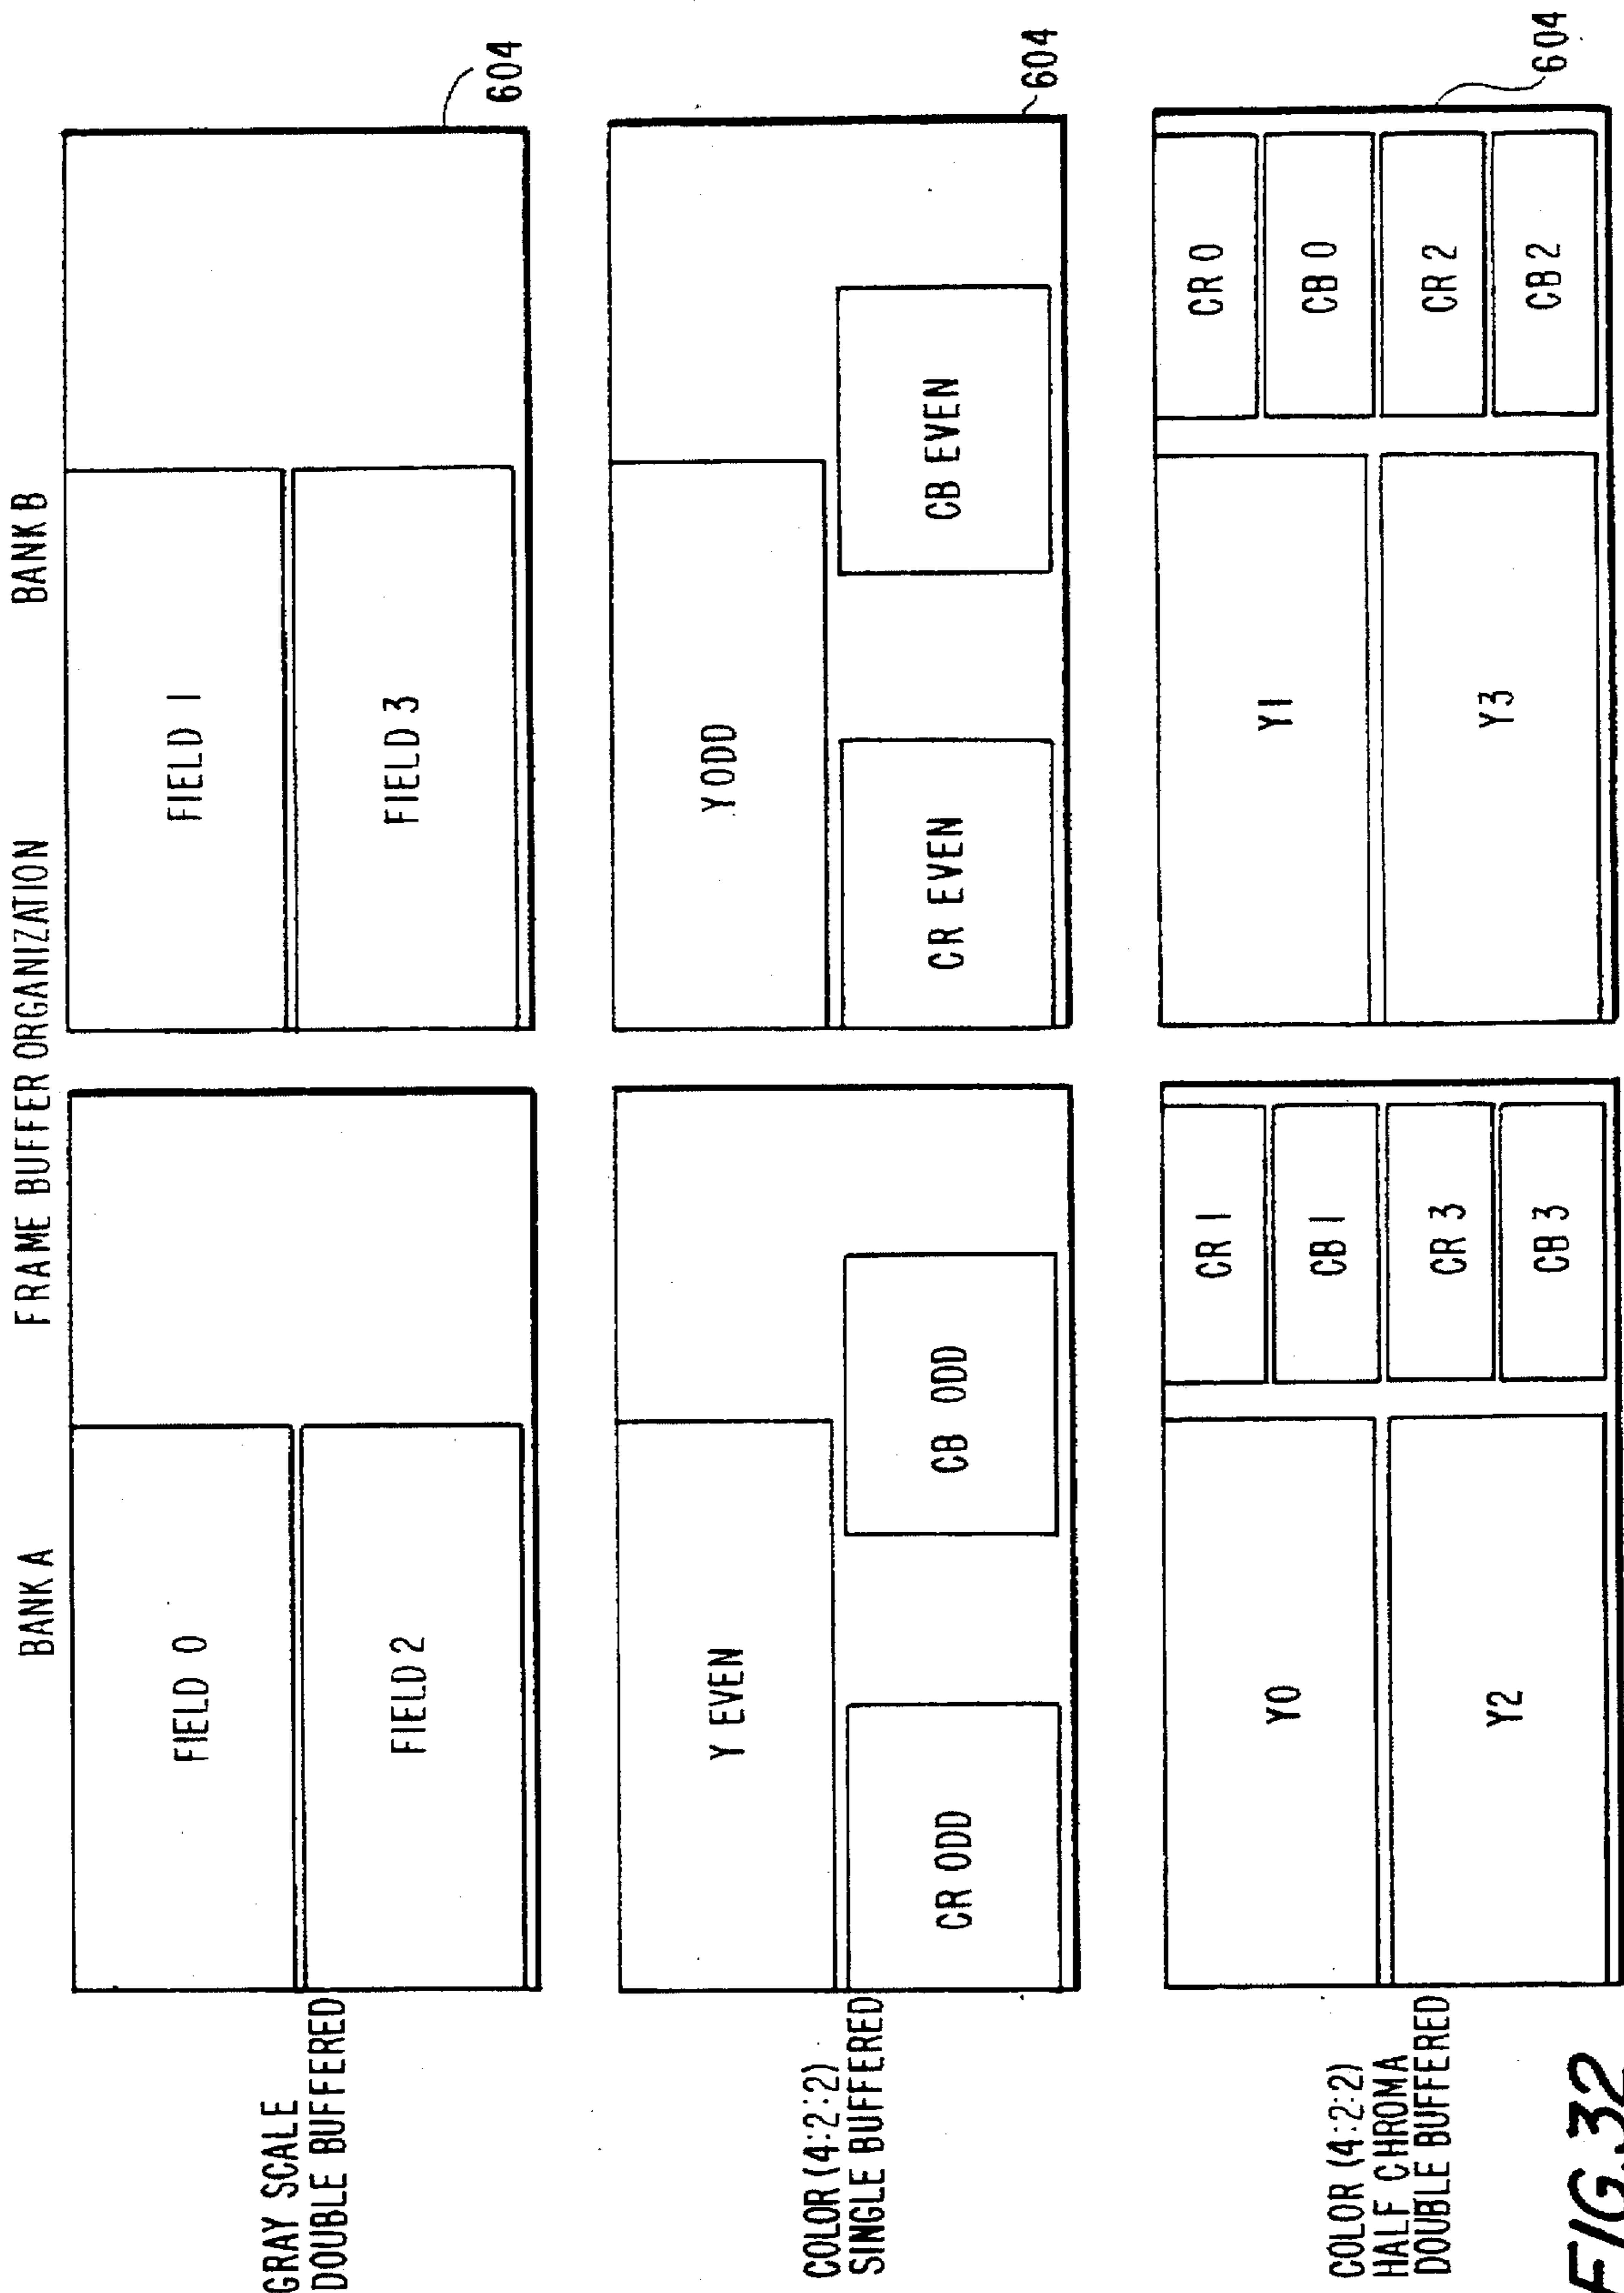 FRAME BUFFER ORGANIZATION
BANK A
BANK B
GRAY SCALE
DOUBLE BUFFERED
FIELD 0
FIELD 2
FIELD 1
FIELD 3
604
COLOR (4:2:2)
SINGLE BUFFERED
Y EVEN
CR ODD
CB ODD
Y ODD
CR EVEN
CB EVEN
604
COLOR (4:2:2)
HALF CHROMA
DOUBLE BUFFERED
Y0
Y2
CR 1
CB 1
CR 3
CB 3
Y1
Y3
CR 0
CB 0
CR 2
CB 2
604
FIG.32